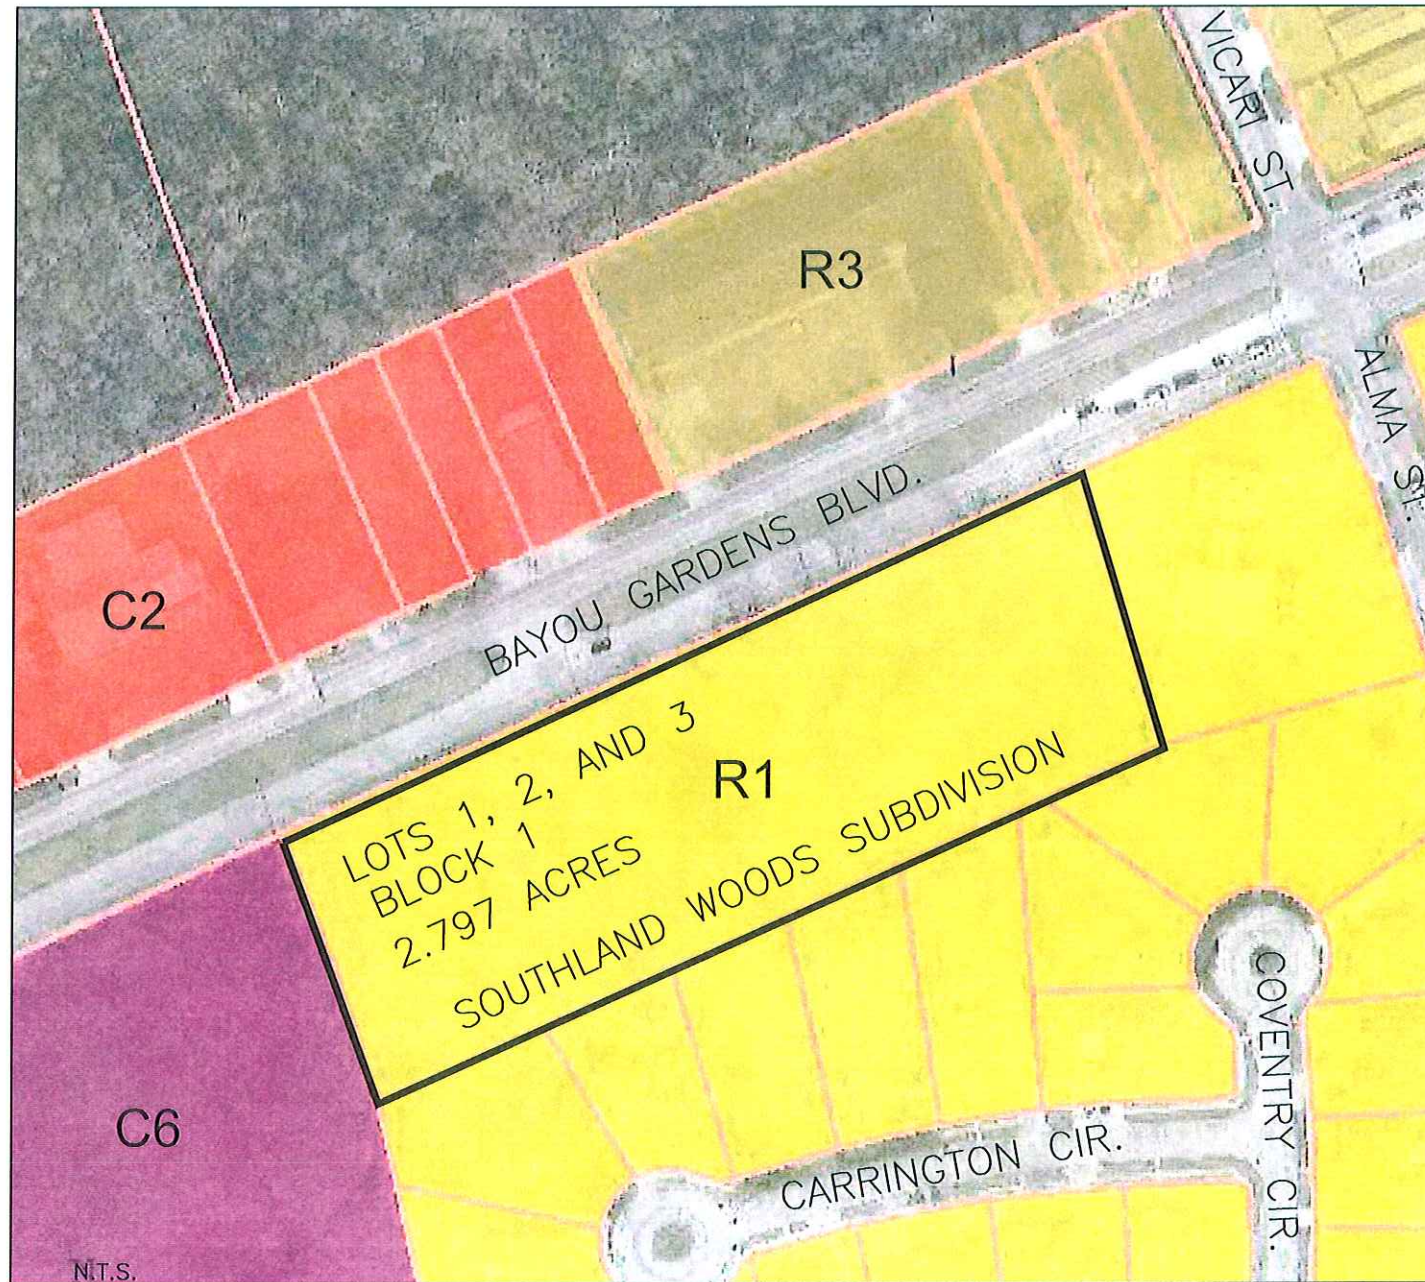 VICARI ST.
R3
ALMA ST.
BAYOU GARDENS BLVD.
C2
LOTS 1, 2, AND 3
BLOCK 1
2.797 ACRES
R1
SOUTHLAND WOODS SUBDIVISION
C6
COVENTRY CIR.
CARRINGTON CIR.
N.T.S.